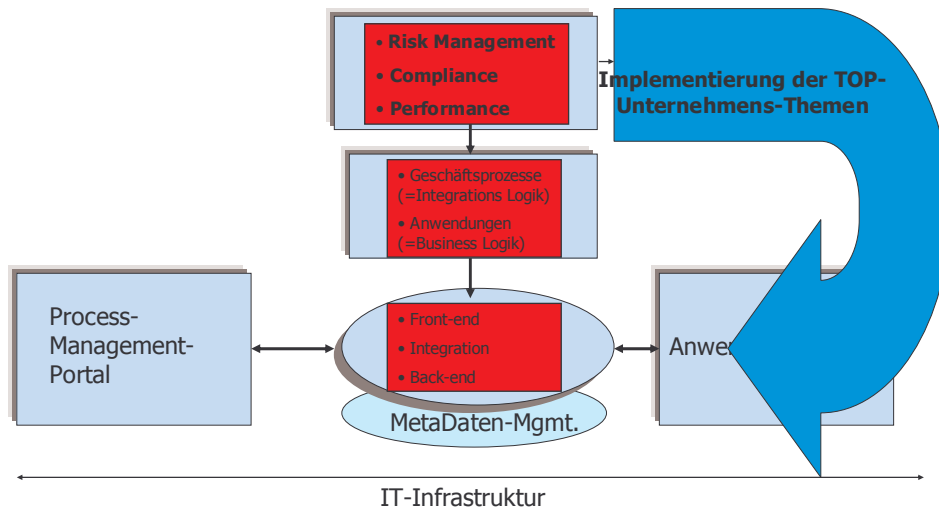 • Risk Management
• Compliance
• Performance
Implementierung der TOP-
Unternehmens-Themen
• Geschäftsprozesse
(=Integrations Logik)
• Anwendungen
(=Business Logik)
Process-
Management-
Portal
• Front-end
• Integration
• Back-end
MetaDaten-Mgmt.
IT-Infrastruktur